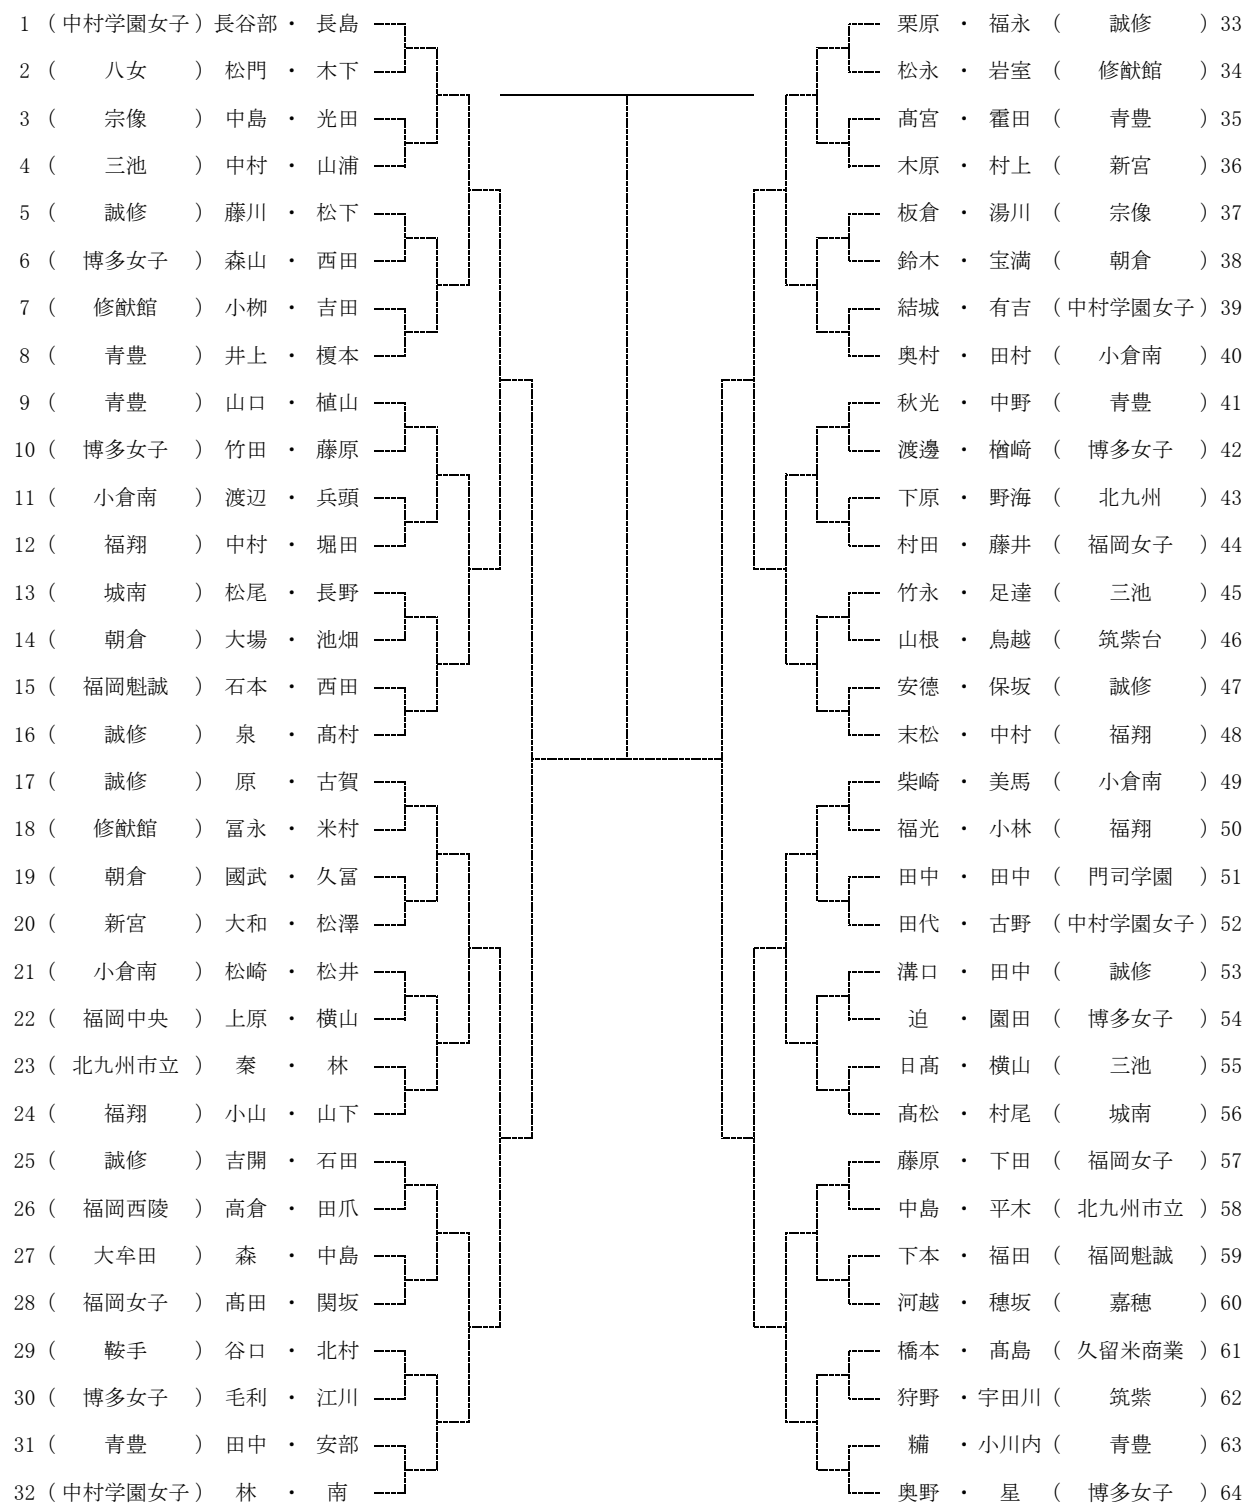 1 （中村学園女子）長谷部・ 長島
2 （ 八女 ） 松門 ・ 木下
3 （ 宗像 ） 中島 ・ 光田
4 （ 三池 ） 中村 ・ 山浦
5 （ 誠修 ） 藤川 ・ 松下
6 （ 博多女子 ） 森山 ・ 西田
7 （ 修猷館 ） 小栁 ・ 吉田
8 （ 青豊 ） 井上 ・ 榎本
9 （ 青豊 ） 山口 ・ 植山
10 （ 博多女子 ） 竹田 ・ 藤原
11 （ 小倉南 ） 渡辺 ・ 兵頭
12 （ 福翔 ） 中村 ・ 堀田
13 （ 城南 ） 松尾 ・ 長野
14 （ 朝倉 ） 大場 ・ 池畑
15 （ 福岡魁誠 ） 石本 ・ 西田
16 （ 誠修 ） 泉 ・髙村
17 （ 誠修 ） 原 ・ 古賀
18 （ 修猷館 ） 冨永 ・ 米村
19 （ 朝倉 ） 國武 ・ 久冨
20 （ 新宮 ） 大和 ・ 松澤
21 （ 小倉南 ） 松崎 ・ 松井
22 （ 福岡中央 ） 上原 ・ 横山
23 （ 北九州市立 ） 秦 ・ 林
24 （ 福翔 ） 小山 ・ 山下
25 （ 誠修 ） 吉開 ・ 石田
26 （ 福岡西陵 ） 高倉 ・ 田爪
27 （ 大牟田 ） 森 ・ 中島
28 （ 福岡女子 ） 髙田 ・ 関坂
29 （ 鞍手 ） 谷口 ・ 北村
30 （ 博多女子 ） 毛利 ・ 江川
31 （ 青豊 ） 田中 ・ 安部
32 （中村学園女子） 林 ・ 南
栗原 ・ 福永 （ 誠修 ） 33
松永 ・ 岩室 （ 修猷館 ） 34
髙宮 ・ 霍田 （ 青豊 ） 35
木原 ・ 村上 （ 新宮 ） 36
板倉 ・ 湯川 （ 宗像 ） 37
鈴木 ・ 宝満 （ 朝倉 ） 38
結城 ・ 有吉 （中村学園女子） 39
奥村 ・ 田村 （ 小倉南 ） 40
秋光 ・ 中野 （ 青豊 ） 41
渡邊 ・ 楢﨑 （ 博多女子 ） 42
下原 ・ 野海 （ 北九州 ） 43
村田 ・ 藤井 （ 福岡女子 ） 44
竹永 ・ 足達 （ 三池 ） 45
山根 ・ 鳥越 （ 筑紫台 ） 46
安德 ・ 保坂 （ 誠修 ） 47
末松 ・ 中村 （ 福翔 ） 48
柴崎 ・ 美馬 （ 小倉南 ） 49
福光 ・ 小林 （ 福翔 ） 50
田中 ・ 田中 （ 門司学園 ） 51
田代 ・ 古野 （中村学園女子） 52
溝口 ・ 田中 （ 誠修 ） 53
迫 ・ 園田 （ 博多女子 ） 54
日髙 ・ 横山 （ 三池 ） 55
髙松 ・ 村尾 （ 城南 ） 56
藤原 ・ 下田 （ 福岡女子 ） 57
中島 ・ 平木 （ 北九州市立 ） 58
下本 ・ 福田 （ 福岡魁誠 ） 59
河越 ・ 穂坂 （ 嘉穂 ） 60
橋本 ・ 髙島 （ 久留米商業 ） 61
狩野 ・宇田川（ 筑紫 ） 62
・小川内（ 青豊 ） 63
奥野 ・ 星 （ 博多女子 ） 64